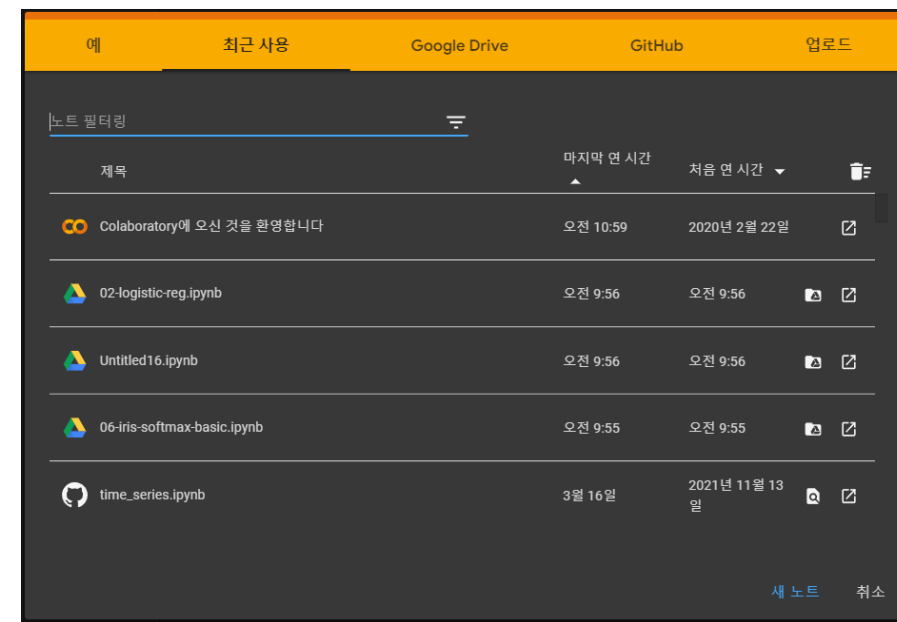 예 최근 사용 Google Drive GitHub 업로드
노트 필터링
제목 마지막 연 시간 처음 연 시간
Colaboratory에 오신 것을 환영합니다 오전 10:59 2020년 2월 22일
02-logistic-reg.ipynb 오전 9:56 오전 9:56
Untitled16.ipynb 오전 9:56 오전 9:56
06-iris-softmax-basic.ipynb 오전 9:55 오전 9:55
time_series.ipynb 3월 16일 2021년 11월 13
일
새 노트 취소